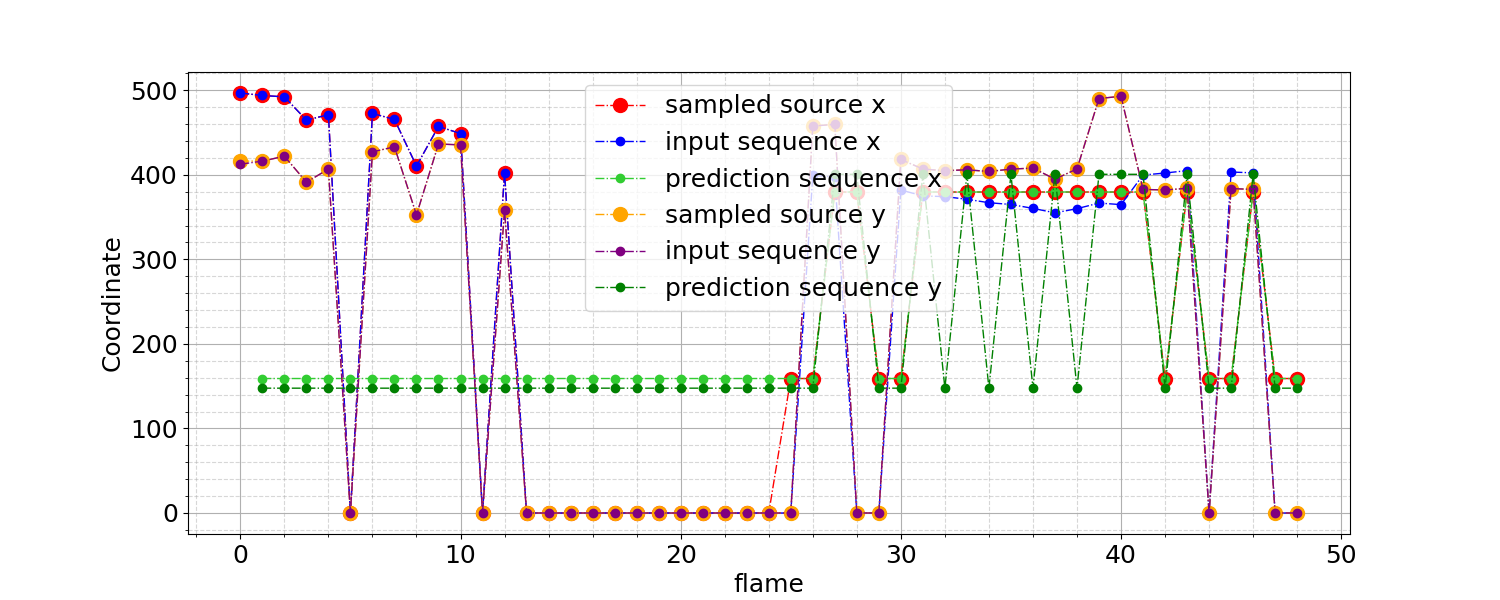 500
400
300
200
100
0
Coordinate
sampled source x
input sequence x
prediction sequence x
sampled source y
input sequence y
prediction sequence y
0 10 20 30 40 50
flame